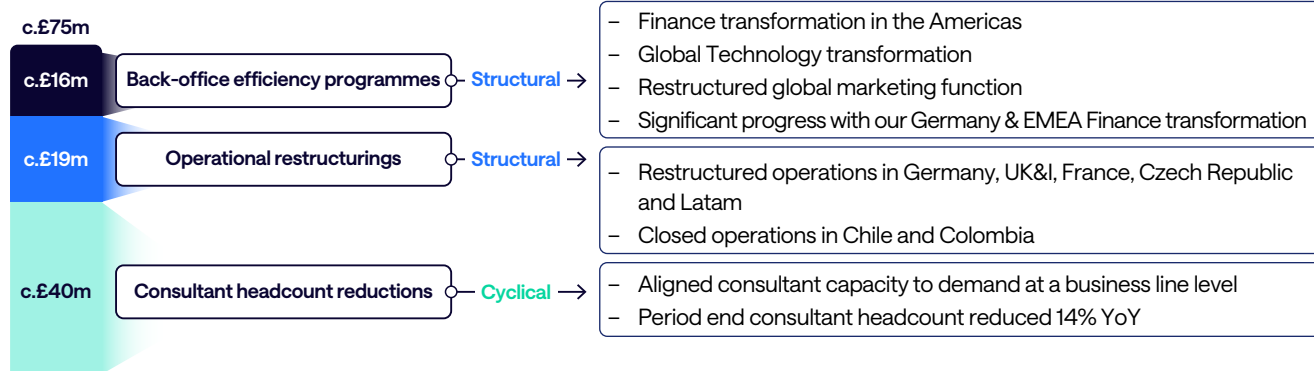 c.£75m
c.£16m
Back-office efficiency programmes
Structural
– Finance transformation in the Americas
– Global Technology transformation
– Restructured global marketing function
– Significant progress with our Germany & EMEA Finance transformation
c.£19m
Operational restructurings
Structural
– Restructured operations in Germany, UK&I, France, Czech Republic
and Latam
– Closed operations in Chile and Colombia
c.£40m
Consultant headcount reductions
Cyclical
– Aligned consultant capacity to demand at a business line level
– Period end consultant headcount reduced 14% YoY